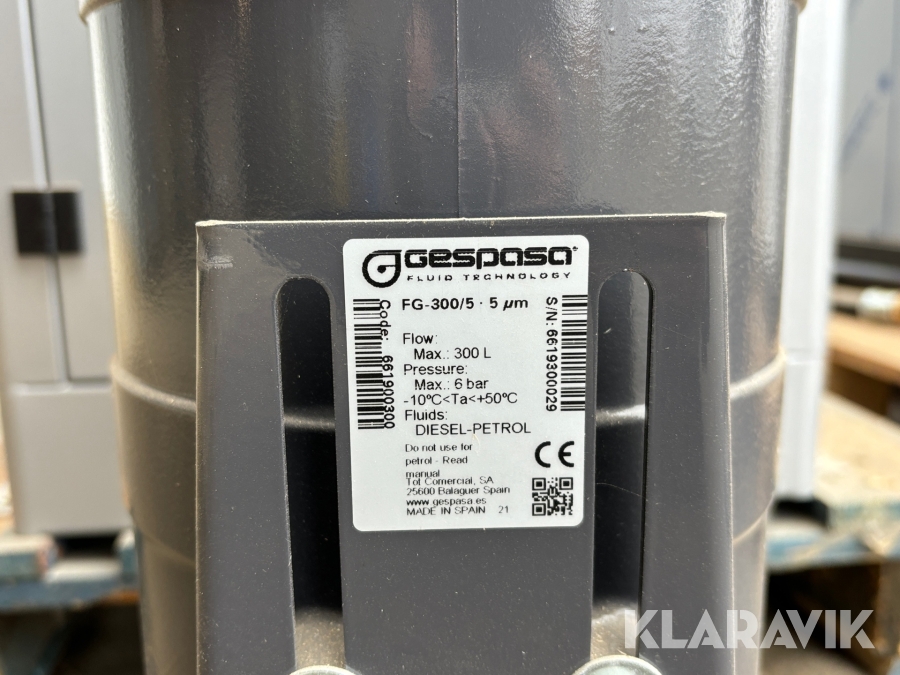 GESPASA®
FLUID TECHNOLOGY
FG-300/5 · 5 µm
Flow:
Max.: 300 L
Pressure:
Max.: 6 bar
-10ºC<Ta<+50ºC
Fluids:
DIESEL-PETROL
Do not use for
petrol - Read
manual
Tot Comercial, SA
25600 Balaguer Spain
www.gespasa.es
MADE IN SPAIN 21
Code: 661900300
S/N: 6619300029
CE
KLARAVIK